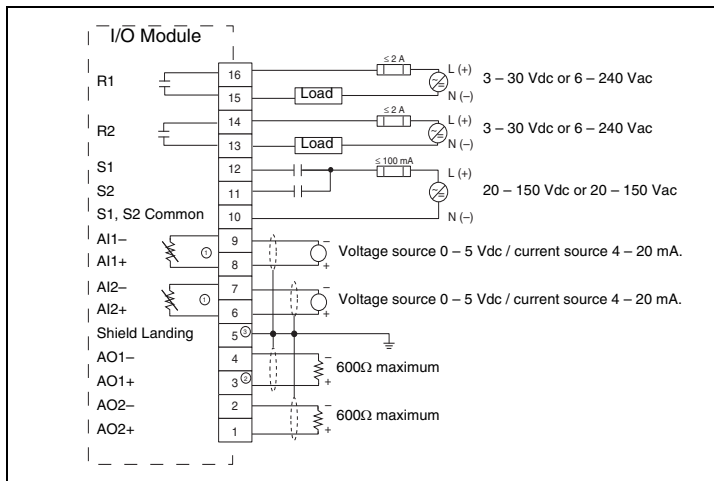 I/O Module
R1
16
≤ 2 A
L (+)
3 – 30 Vdc or 6 – 240 Vac
15
Load
N (–)
R2
14
≤ 2 A
L (+)
3 – 30 Vdc or 6 – 240 Vac
13
Load
N (–)
S1
12
≤ 100 mA
L (+)
S2
11
20 – 150 Vdc or 20 – 150 Vac
S1, S2 Common
10
N (–)
AI1–
①
9
–
Voltage source 0 – 5 Vdc / current source 4 – 20 mA.
AI1+
8
+
AI2–
①
7
–
Voltage source 0 – 5 Vdc / current source 4 – 20 mA.
AI2+
6
+
Shield Landing
5③
AO1–
4
–
600Ω maximum
AO1+
3②
+
AO2–
2
–
600Ω maximum
AO2+
1
+